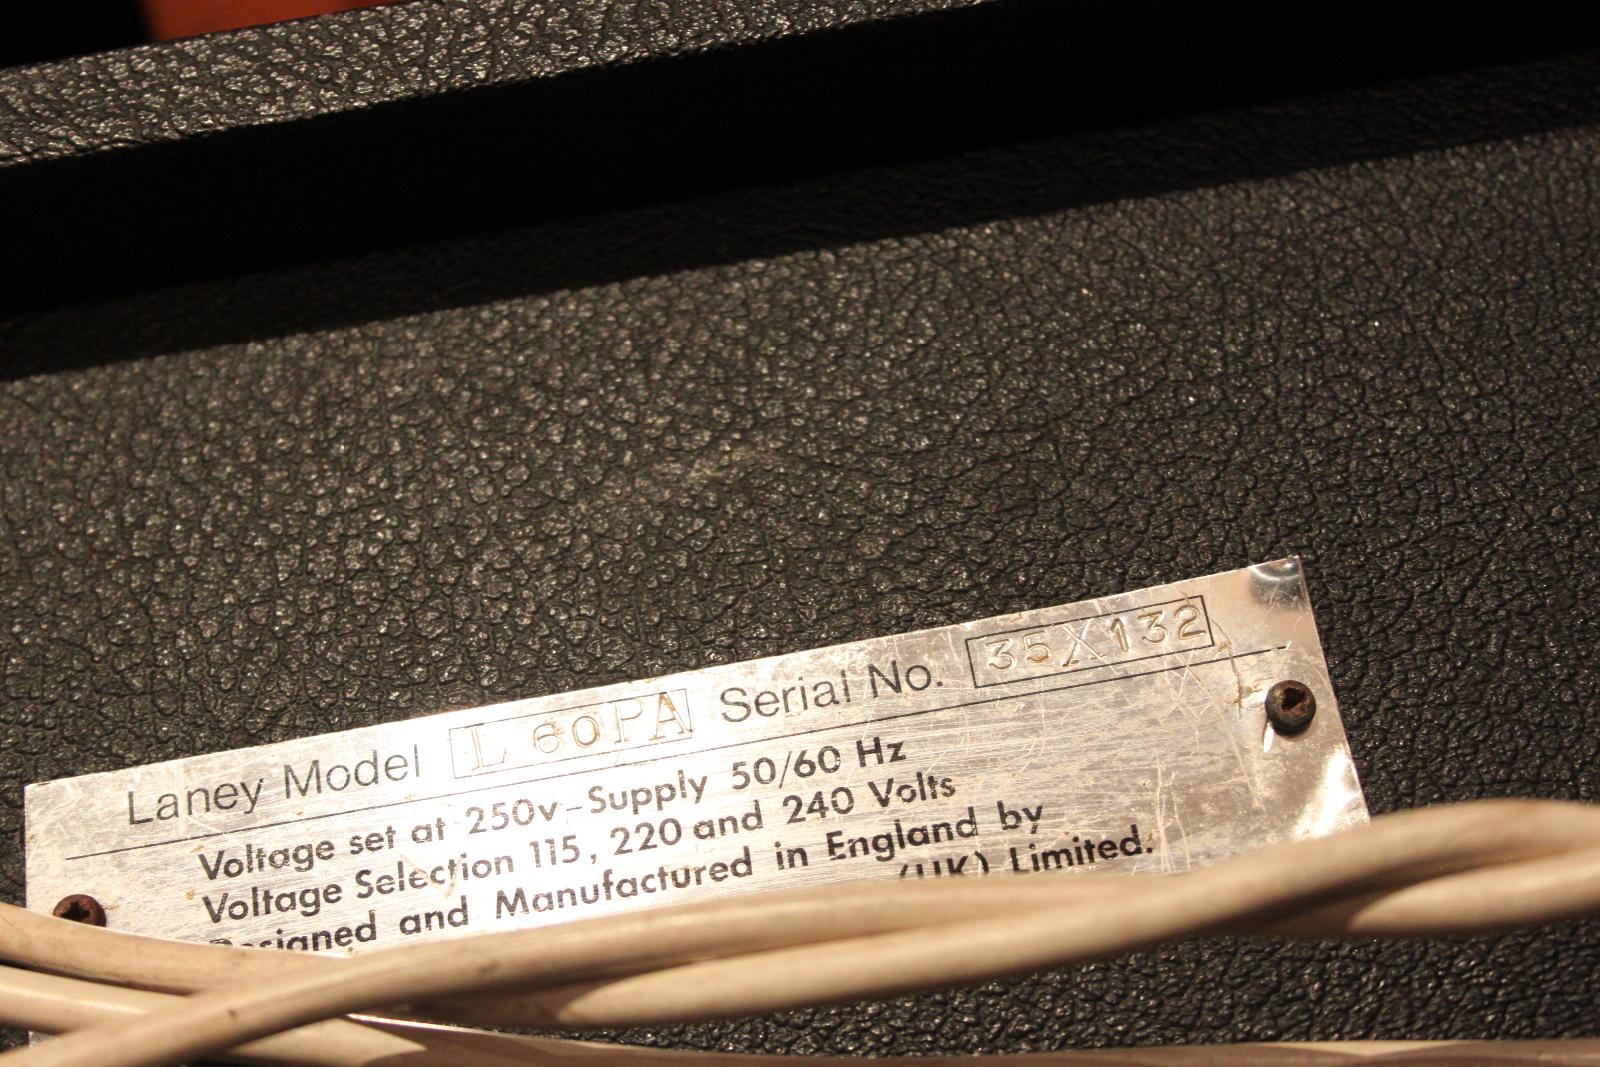 Laney Model L 60PA Serial No. 35X132
Voltage set at 250v-Supply 50/60 Hz
Voltage Selection 115, 220 and 240 Volts
Designed and Manufactured in England by
(UK) Limited.